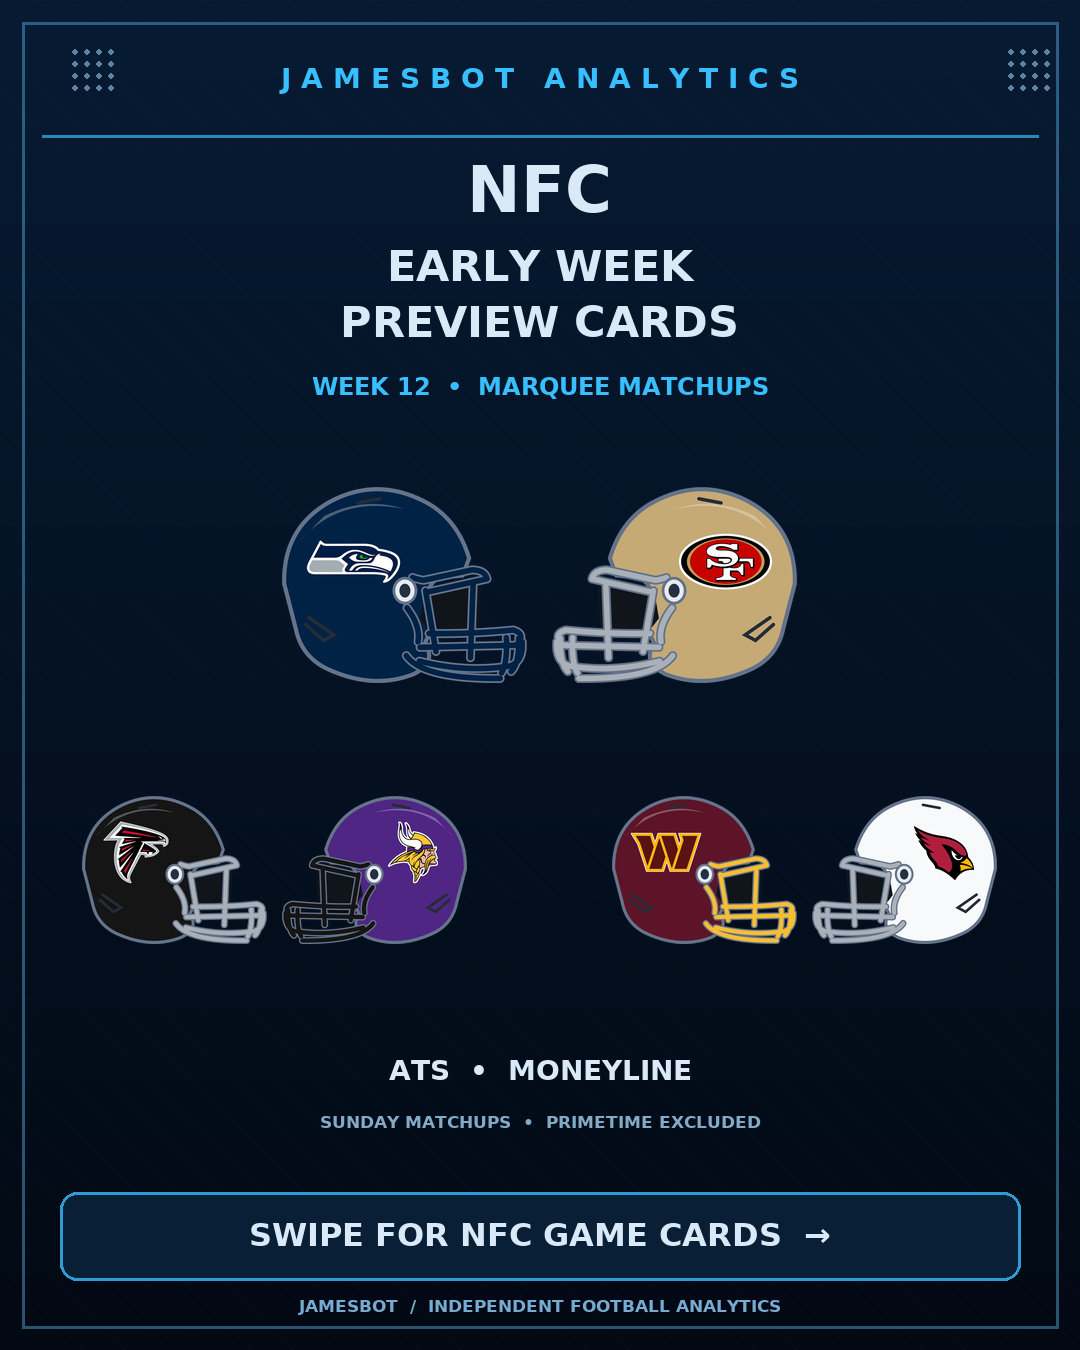 JAMESBOT ANALYTICS
NFC
EARLY WEEK
PREVIEW CARDS
WEEK 12 • MARQUEE MATCHUPS
SF
W
ATS • MONEYLINE
SUNDAY MATCHUPS • PRIMETIME EXCLUDED
SWIPE FOR NFC GAME CARDS →
JAMESBOT / INDEPENDENT FOOTBALL ANALYTICS